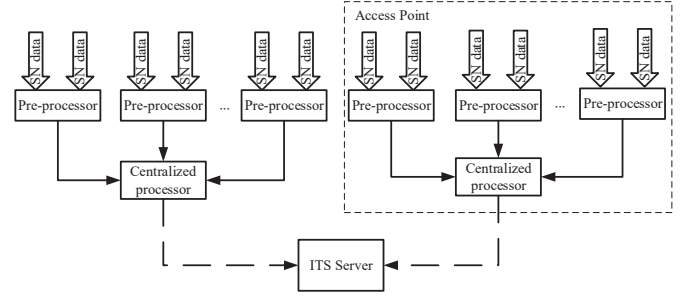 Access Point
SN data
SN data
SN data
SN data
SN data
SN data
SN data
SN data
SN data
SN data
SN data
SN data
Pre-processor
Pre-processor
...
Pre-processor
Pre-processor
Pre-processor
...
Pre-processor
Centralized
processor
Centralized
processor
ITS Server